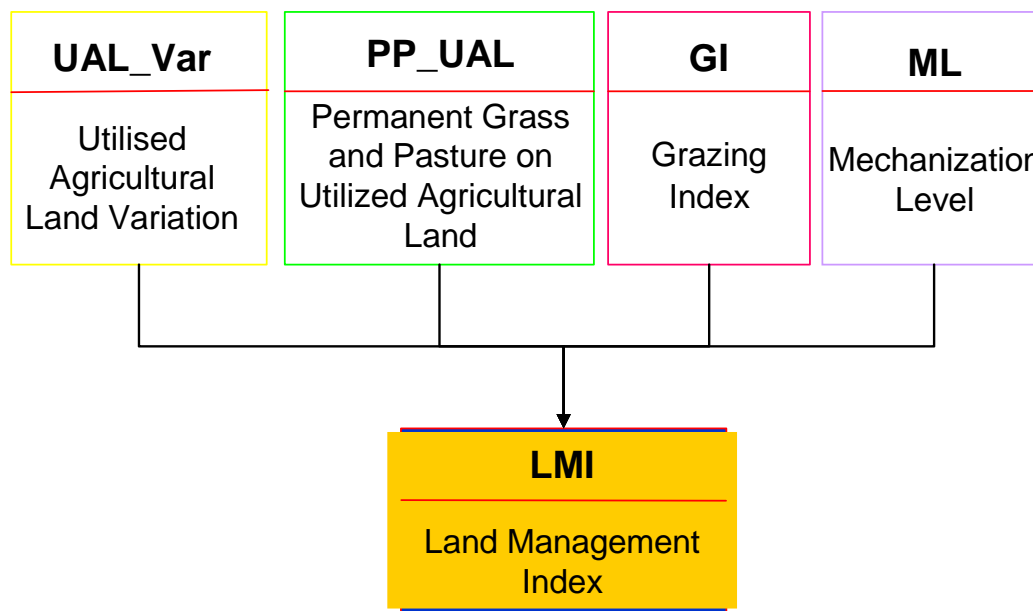 UAL_Var
Utilised
Agricultural
Land Variation
PP_UAL
Permanent Grass
and Pasture on
Utilized Agricultural
Land
GI
Grazing
Index
ML
Mechanization
Level
LMI
Land Management
Index